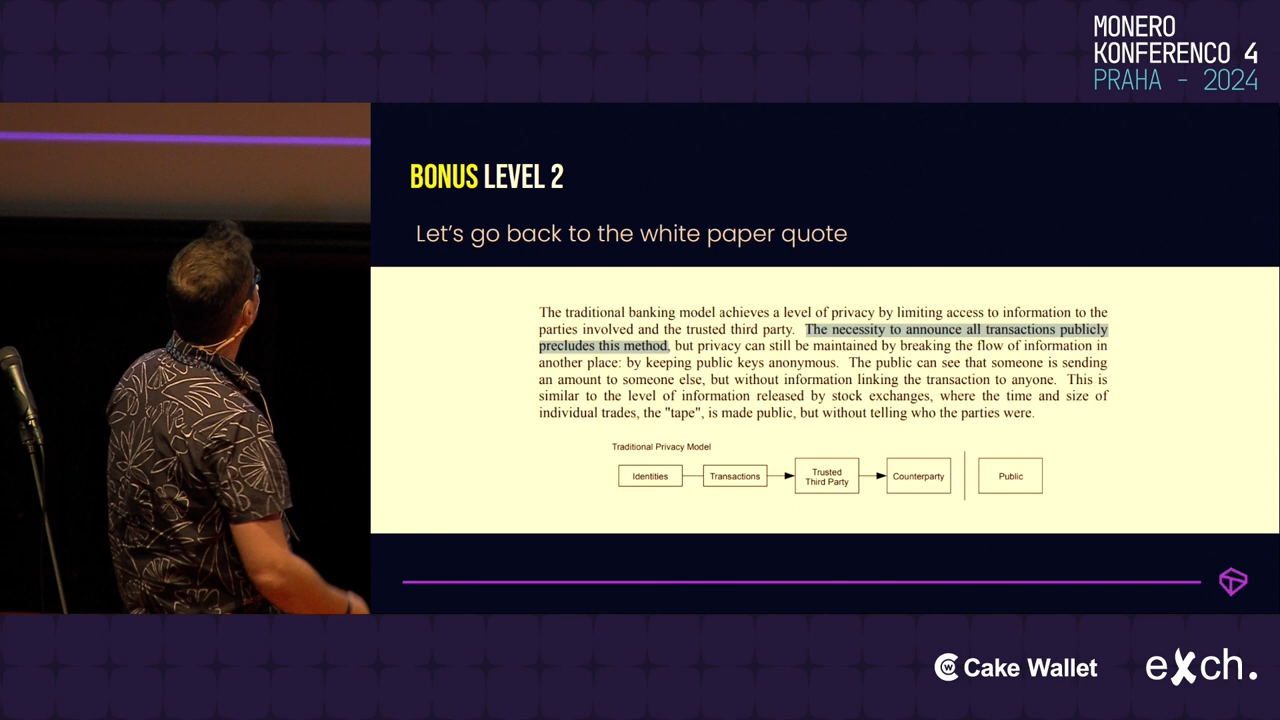 MONERO
KONFERENCO 4
PRAHA - 2024
BONUS LEVEL 2
Let's go back to the white paper quote
The traditional banking model achieves a level of privacy by limiting access to information to the
parties involved and the trusted third party. The necessity to announce all transactions publicly
precludes this method, but privacy can still be maintained by breaking the flow of information in
another place: by keeping public keys anonymous. The public can see that someone is sending
an amount to someone else, but without information linking the transaction to anyone. This is
similar to the level of information released by stock exchanges, where the time and size of
individual trades, the "tape", is made public, but without telling who the parties were.
Traditional Privacy Model
Identities
Transactions
Trusted
Third Party
Counterparty
Public
Cake Wallet
exch.